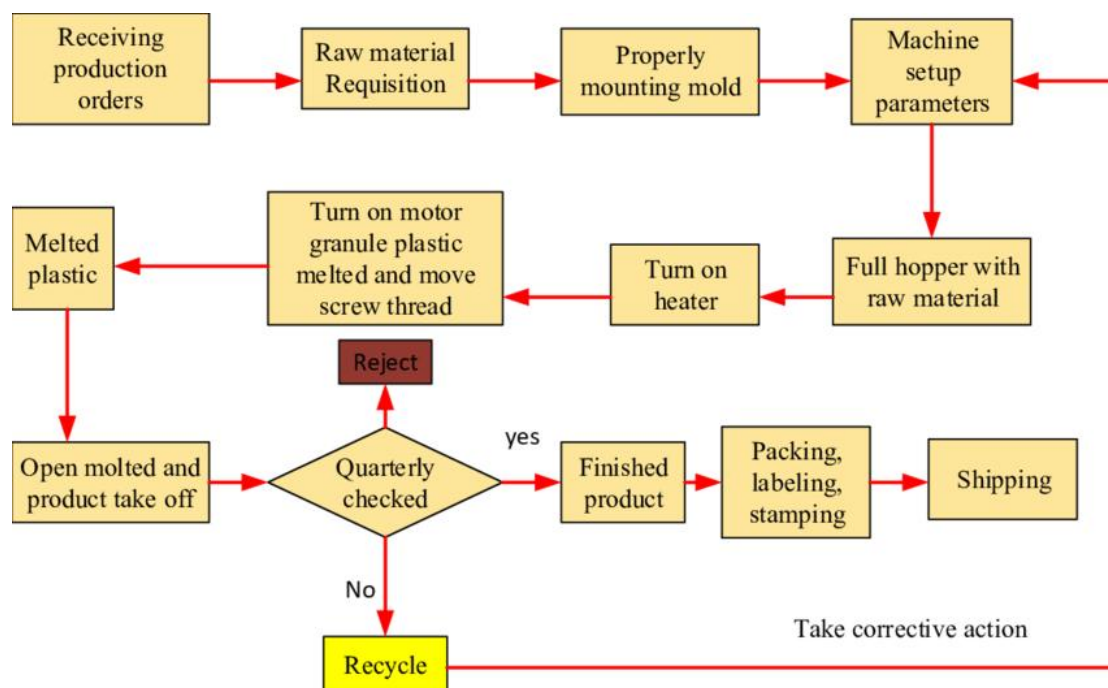 Receiving
production
orders
Raw material
Requisition
Properly
mounting mold
Machine
setup
parameters
Melted
plastic
Turn on motor
granule plastic
melted and move
screw thread
Turn on
heater
Full hopper with
raw material
Reject
Open molted and
product take off
Quarterly
checked
yes
Finished
product
Packing,
labeling,
stamping
Shipping
No
Recycle
Take corrective action